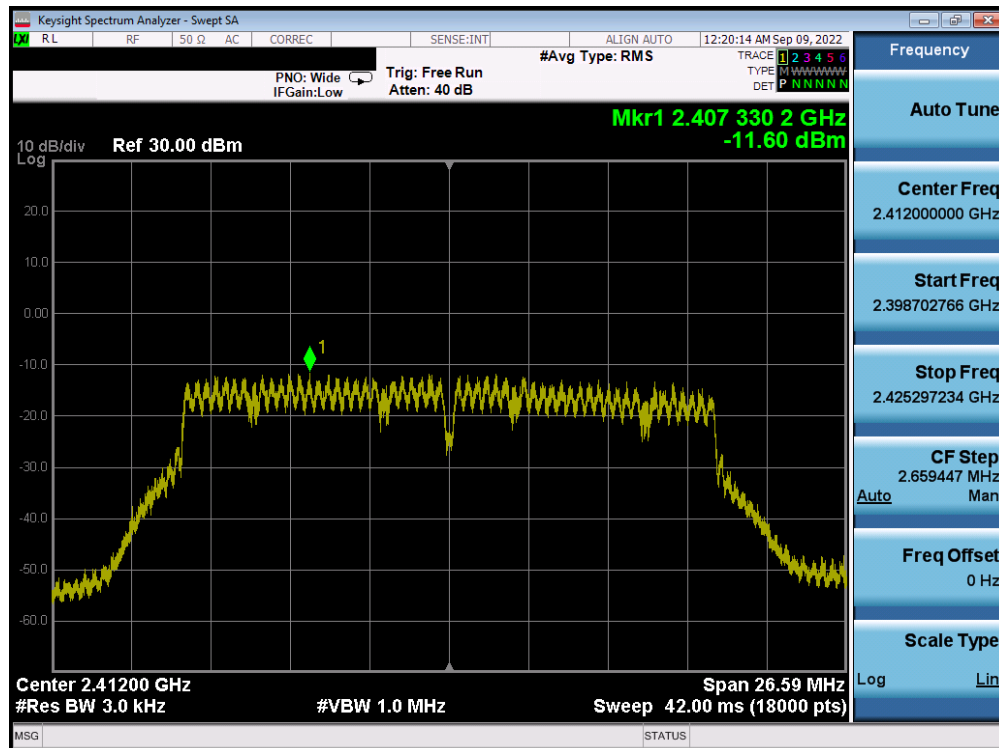 Keysight Spectrum Analyzer - Swept SA
LXI RL RF 50 Ω AC CORREC SENSE:INT ALIGN AUTO 12:20:14 AM Sep 09, 2022
#Avg Type: RMS TRACE 1 2 3 4 5 6
PNO: Wide Trig: Free Run TYPE M WWWWW
IFGain:Low Atten: 40 dB DET P N N N N N
Mkr1 2.407 330 2 GHz
-11.60 dBm
10 dB/div Ref 30.00 dBm
Log
20.0
10.0
0.00
-10.0
-20.0
-30.0
-40.0
-50.0
-60.0
1
Center 2.41200 GHz Span 26.59 MHz
#Res BW 3.0 kHz #VBW 1.0 MHz Sweep 42.00 ms (18000 pts)
MSG STATUS
Frequency
Auto Tune
Center Freq
2.412000000 GHz
Start Freq
2.398702766 GHz
Stop Freq
2.425297234 GHz
CF Step
2.659447 MHz
Auto Man
Freq Offset
0 Hz
Scale Type
Log Lin